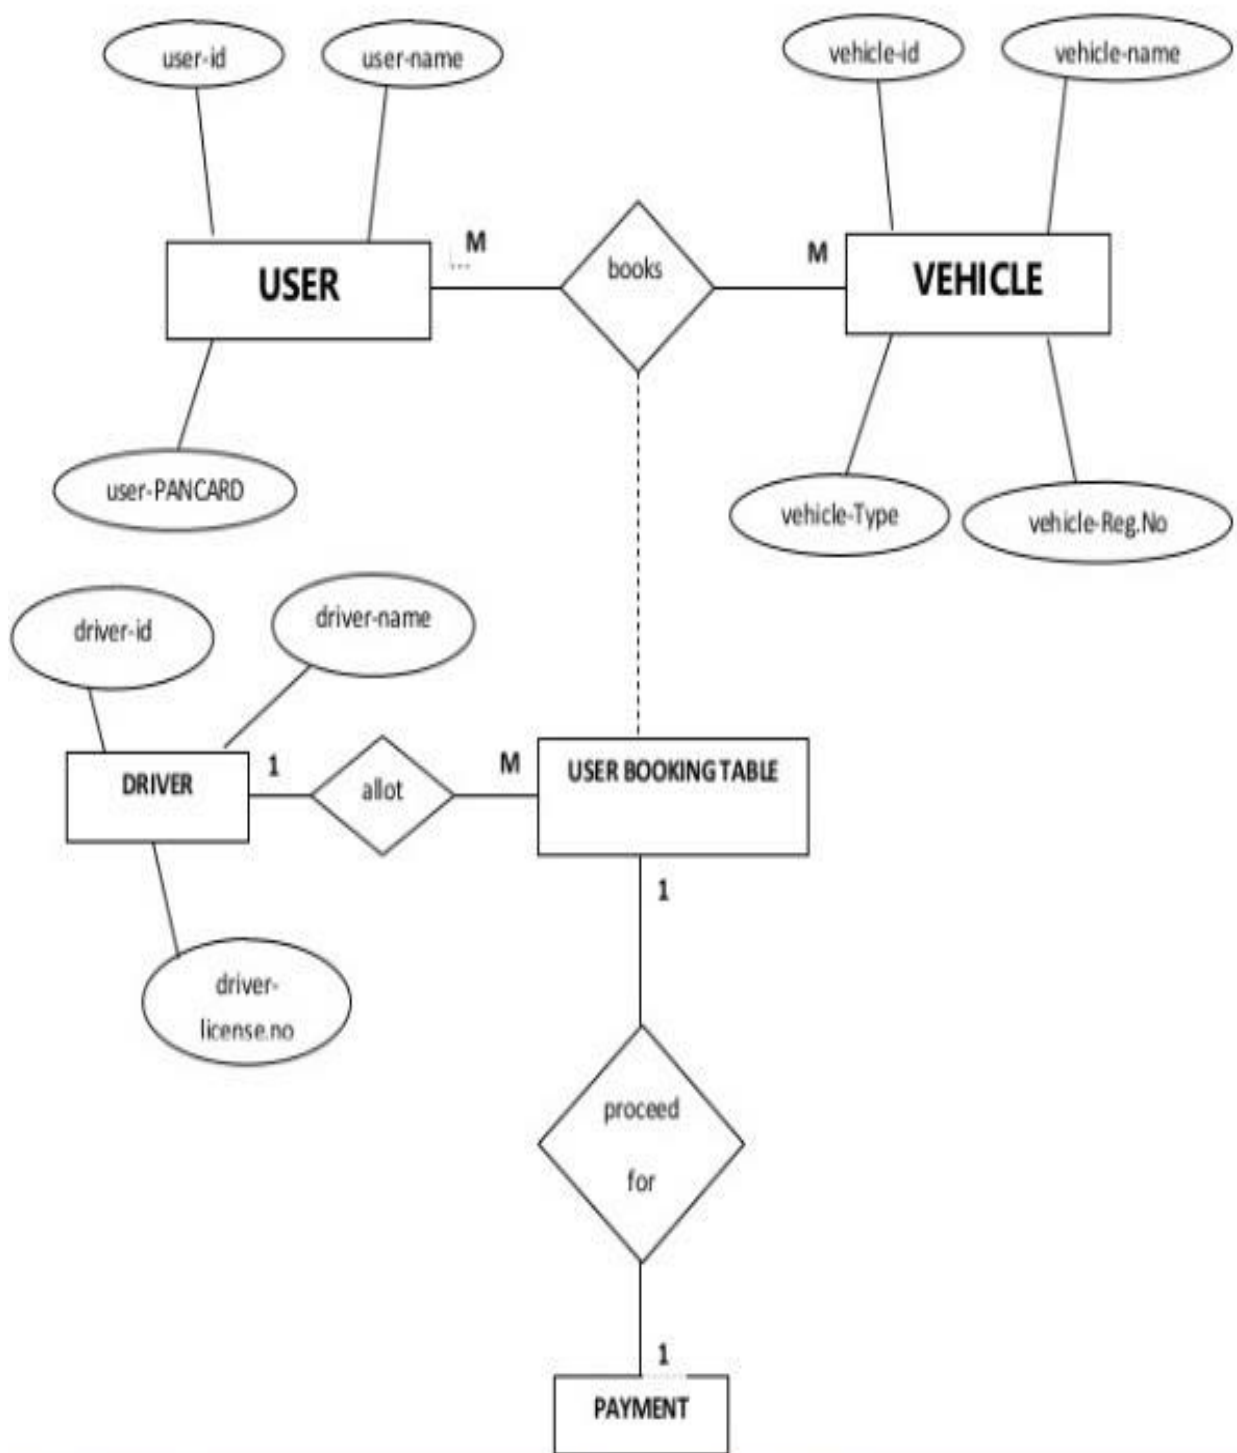 user-id
user-name
vehicle-id
vehicle-name
M
books
M
USER
VEHICLE
user-PANCARD
vehicle-Type
vehicle-Reg.No
driver-id
driver-name
DRIVER
1
allot
M
USER BOOKING TABLE
1
driver-
license.no
proceed
for
1
PAYMENT